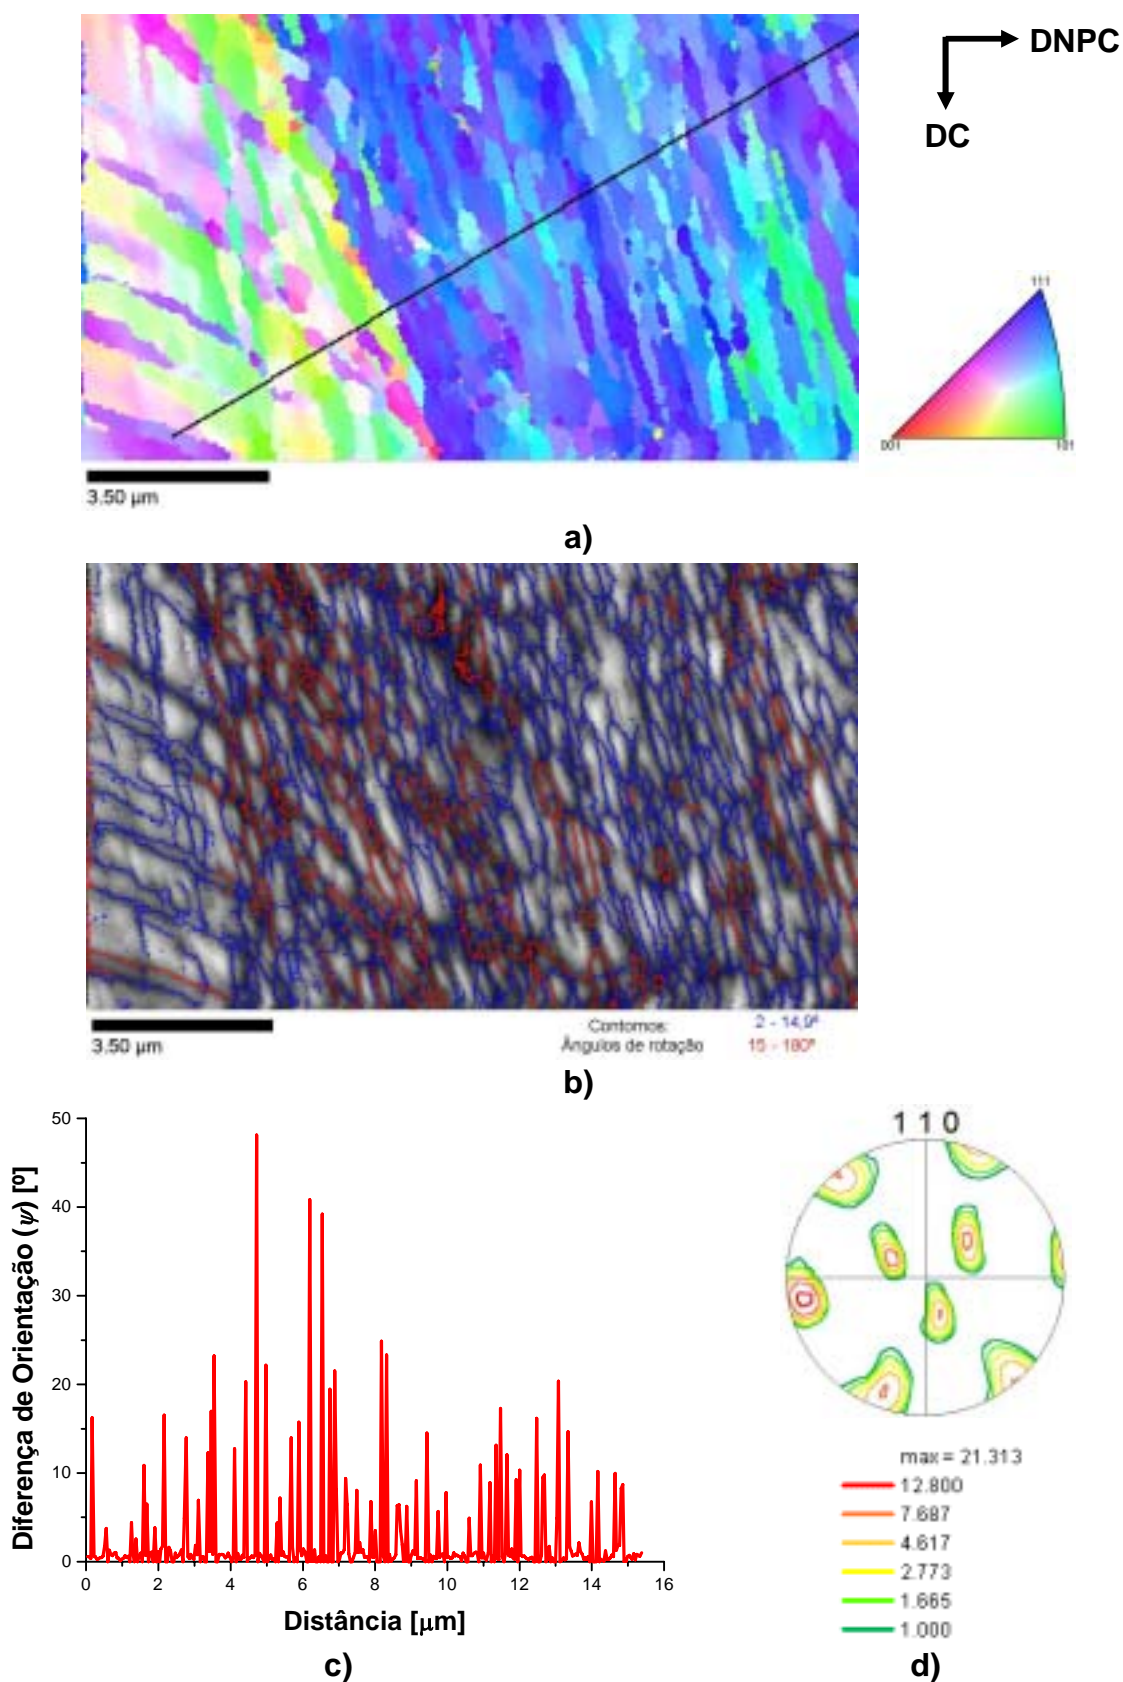 DNPC
DC
111
001
101
3.50 µm
a)
3.50 µm
Contornos:
Ângulos de rotação
2 - 14,9º
15 - 180º
b)
Diferença de Orientação (ψ) [º]
50
40
30
20
10
0
0 2 4 6 8 10 12 14 16
Distância [µm]
c)
1 1 0
max = 21.313
12.800
7.687
4.617
2.773
1.665
1.000
d)